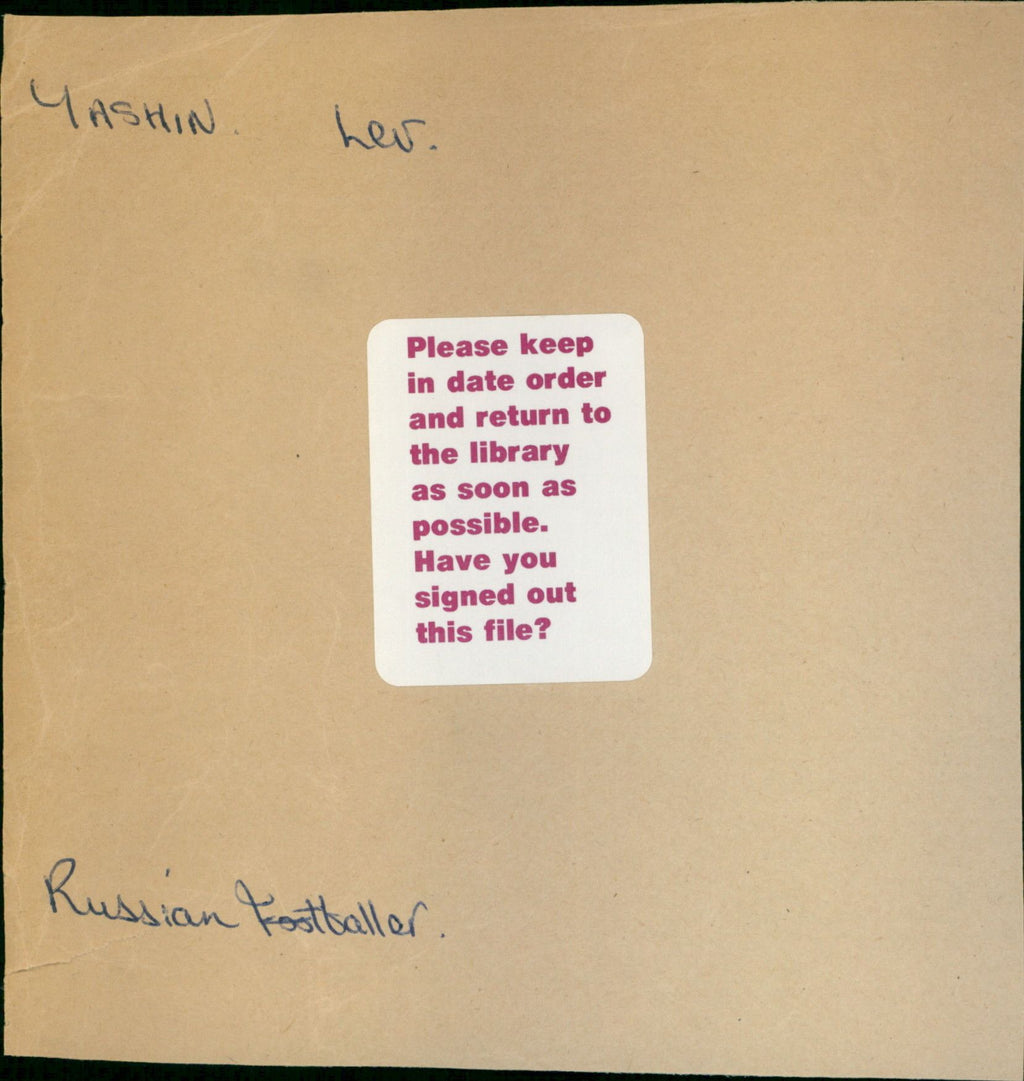 YASHIN. Lev.
Please keep
in date order
and return to
the library
as soon as
possible.
Have you
signed out
this file?
Russian Footballer.